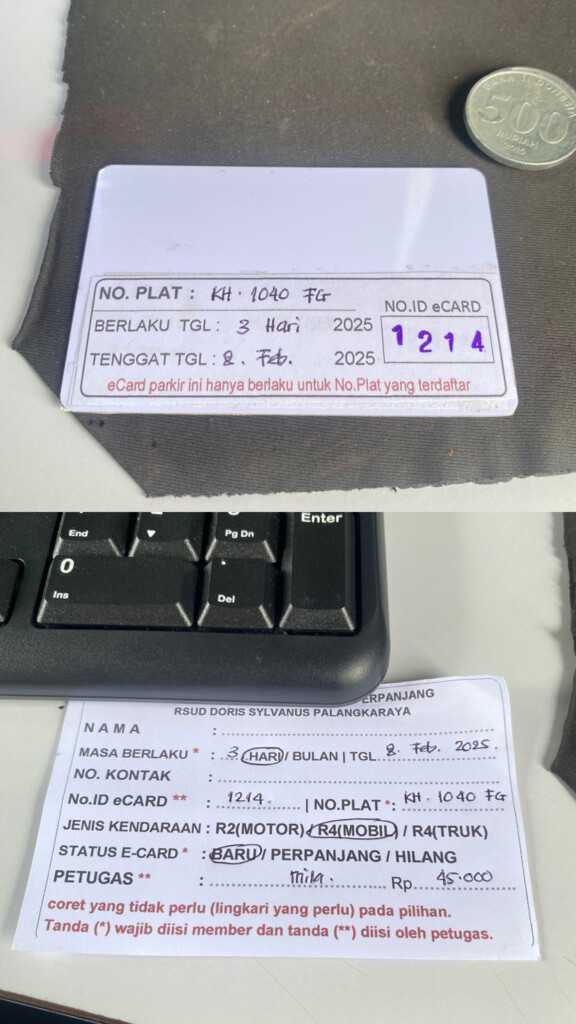 BANK INDONESIA
500
RUPIAH
2016
NO. PLAT : KH · 1040 FG
BERLAKU TGL : 3 Hari 2025
NO.ID eCARD
1214
TENGGAT TGL : 8 . Feb. 2025
eCard parkir ini hanya berlaku untuk No.Plat yang terdaftar
Enter
End
Pg Dn
0
Ins
.
Del
ERPANJANG
RSUD DORIS SYLVANUS PALANGKARAYA
NAMA :
MASA BERLAKU * : 3 HARI / BULAN | TGL 8. Feb. 2025.
NO. KONTAK :
No.ID eCARD ** : 1214. | NO.PLAT *: KH · 1040 FG
JENIS KENDARAAN : R2(MOTOR) / R4(MOBIL) / R4(TRUK)
STATUS E-CARD * : BARU / PERPANJANG / HILANG
PETUGAS ** : Mila. Rp. 45.000
coret yang tidak perlu (lingkari yang perlu) pada pilihan.
Tanda (*) wajib diisi member dan tanda (**) diisi oleh petugas.